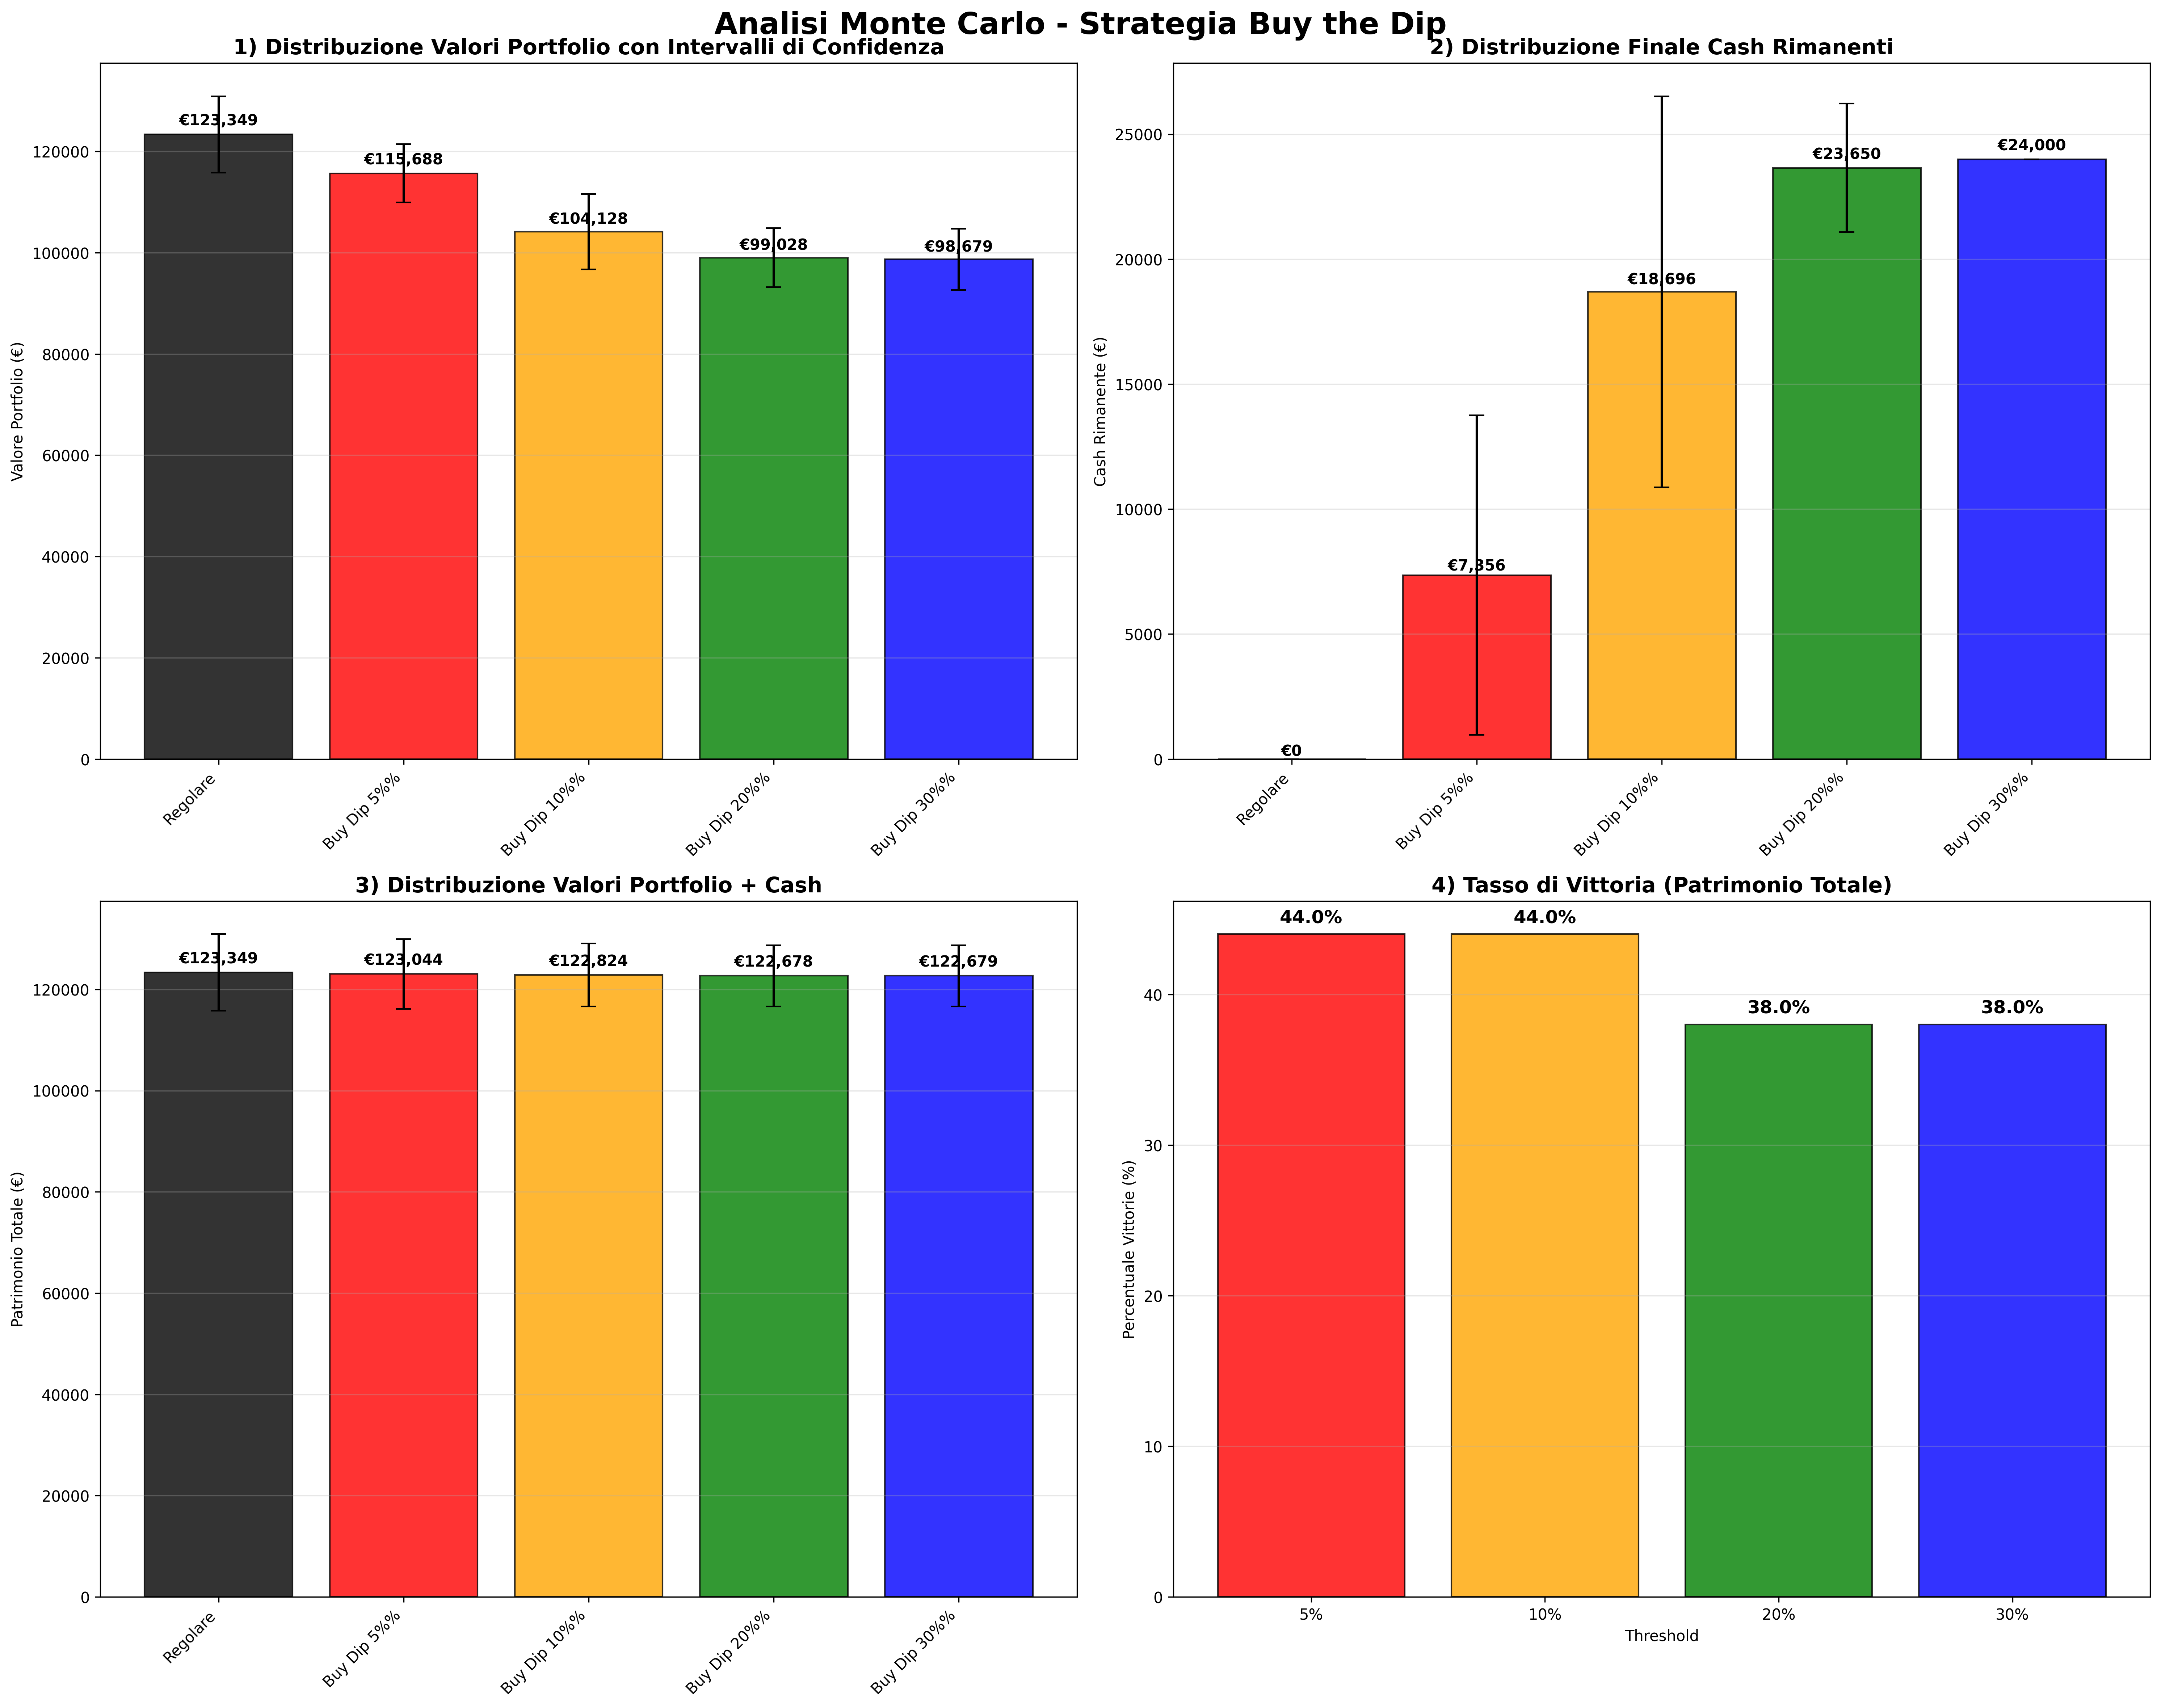 Analisi Monte Carlo - Strategia Buy the Dip
1) Distribuzione Valori Portfolio con Intervalli di Confidenza
Valore Portfolio (€)
120000
100000
80000
60000
40000
20000
0
€123,349
€115,688
€104,128
€99,028
€98,679
Regolare
Buy Dip 5%%
Buy Dip 10%%
Buy Dip 20%%
Buy Dip 30%%
2) Distribuzione Finale Cash Rimanenti
Cash Rimanente (€)
25000
20000
15000
10000
5000
0
€0
€7,356
€18,696
€23,650
€24,000
Regolare
Buy Dip 5%%
Buy Dip 10%%
Buy Dip 20%%
Buy Dip 30%%
3) Distribuzione Valori Portfolio + Cash
Patrimonio Totale (€)
120000
100000
80000
60000
40000
20000
0
€123,349
€123,044
€122,824
€122,678
€122,679
Regolare
Buy Dip 5%%
Buy Dip 10%%
Buy Dip 20%%
Buy Dip 30%%
4) Tasso di Vittoria (Patrimonio Totale)
Percentuale Vittorie (%)
40
30
20
10
0
44.0%
44.0%
38.0%
38.0%
5%
10%
20%
30%
Threshold